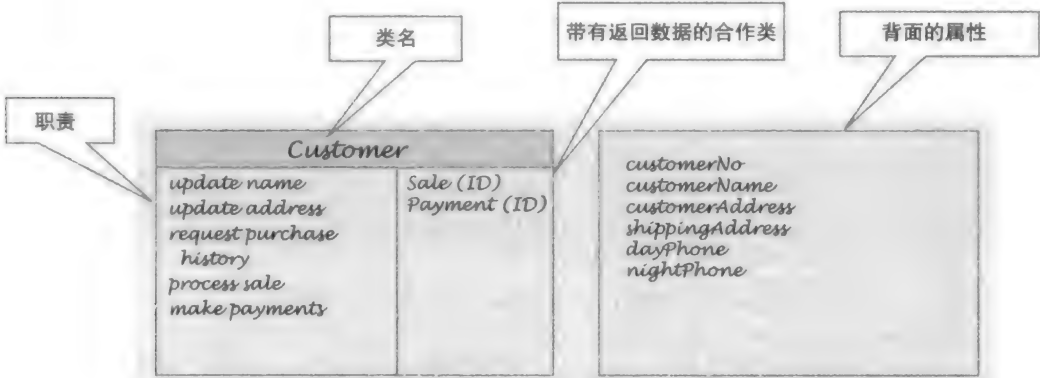 类名
带有返回数据的合作类
背面的属性
职责
Customer
update name
update address
request purchase
history
process sale
make payments
Sale (ID)
Payment (ID)
customerNo
customerName
customerAddress
shippingAddress
dayPhone
nightPhone